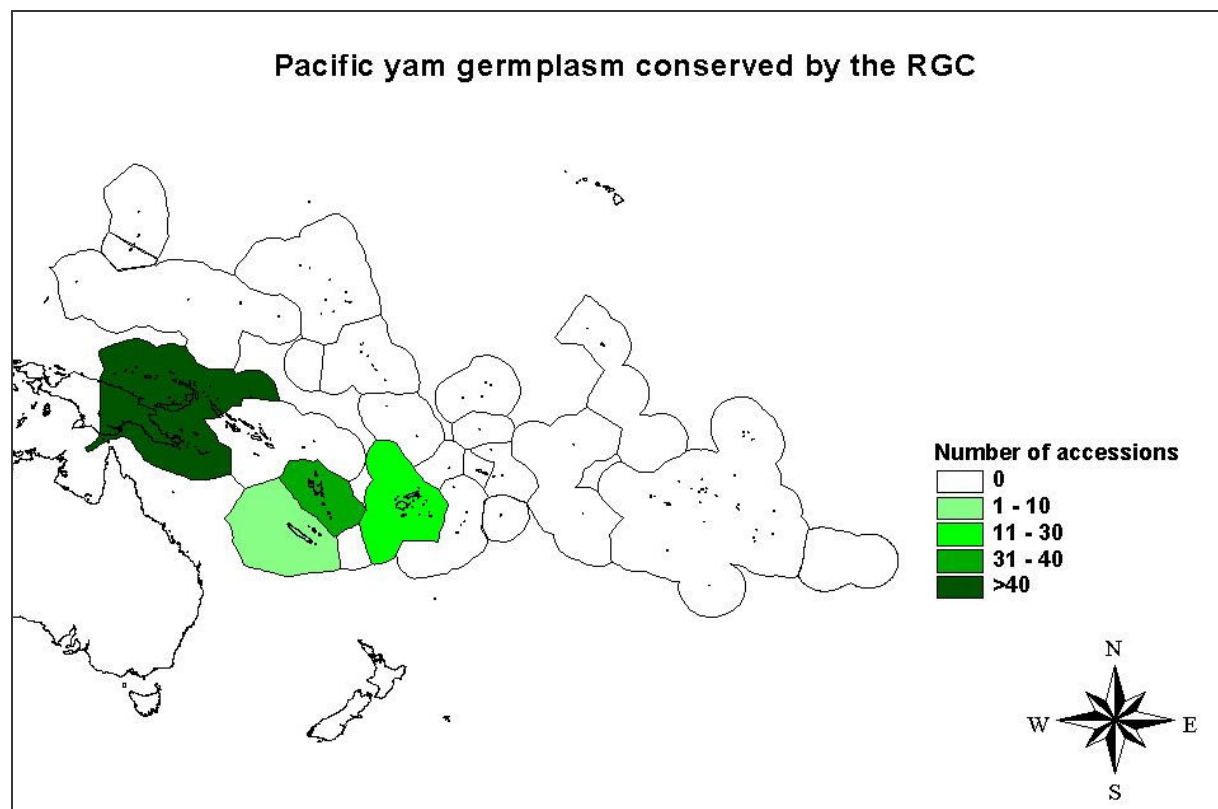 Pacific yam germplasm conserved by the RGC
Number of accessions
0
1 - 10
11 - 30
31 - 40
>40
N
W E
S